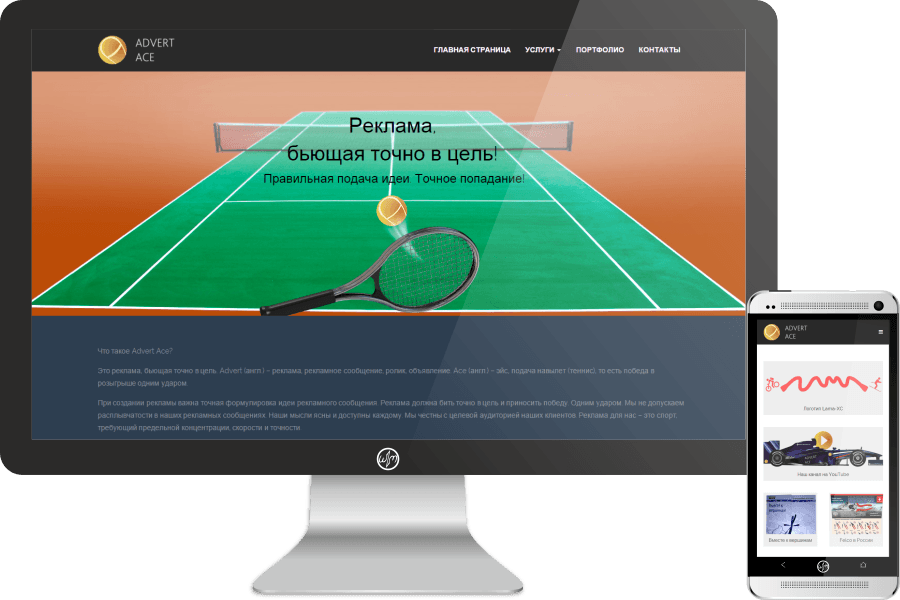 ADVERT
ACE
ГЛАВНАЯ СТРАНИЦА УСЛУГИ ПОРТФОЛИО КОНТАКТЫ
Реклама,
бьющая точно в цель!
Правильная подача идеи. Точное попадание!
Что такое Advert Ace?
Это реклама, бьющая точно в цель. Advert (англ.) – реклама, рекламное сообщение, ролик, объявление. Ace (англ.) – эйс, подача навылет (теннис), то есть победа в
розыгрыше одним ударом.
При создании рекламы важна точная формулировка идеи рекламного сообщения. Реклама должна бить точно в цель и приносить победу. Одним ударом. Мы не допускаем
расплывчатости в наших рекламных сообщениях. Наши мысли ясны и доступны каждому. Мы честны с целевой аудиторией наших клиентов. Реклама для нас – это спорт,
требующий предельной концентрации, скорости и точности.
ADVERT
ACE
Наш канал на YouTube
Вместе к вершинам
Felco в России